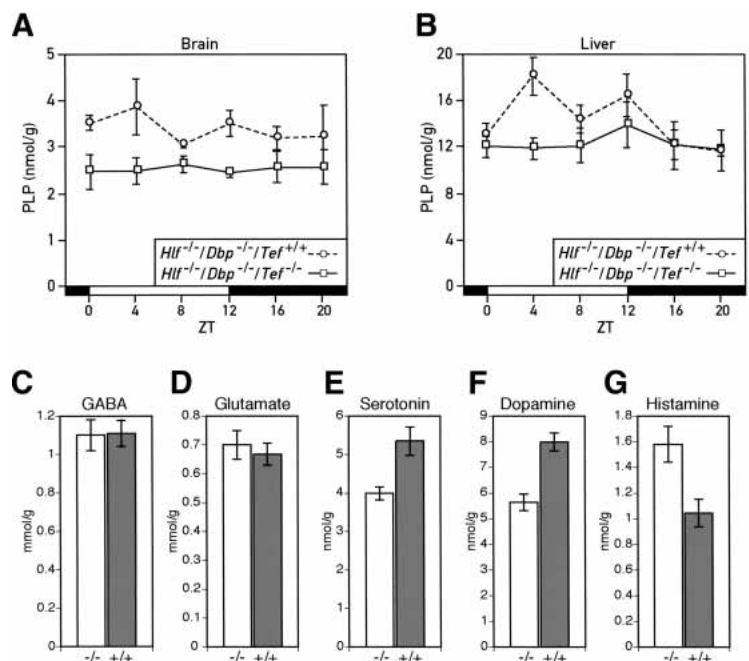 A
Brain
PLP (nmol/g)
5
4
3
2
1
0
Hlf -/-/Dbp -/-/Tef +/+
Hlf -/-/Dbp -/-/Tef -/-
0 4 8 12 16 20
ZT
B
Liver
PLP (nmol/g)
20
16
12
8
4
0
Hlf -/-/Dbp -/-/Tef +/+
Hlf -/-/Dbp -/-/Tef -/-
0 4 8 12 16 20
ZT
C
GABA
mmol/g
1.2
1
0.8
0.6
0.4
0.2
0
-/- +/+
D
Glutamate
mmol/g
0.8
0.7
0.6
0.5
0.4
0.3
0.2
0.1
0
-/- +/+
E
Serotonin
nmol/g
6
5
4
3
2
1
0
-/- +/+
F
Dopamine
nmol/g
9
8
7
6
5
4
3
2
1
0
-/- +/+
G
Histamine
nmol/g
1.8
1.6
1.4
1.2
1.0
0.8
0.6
0.4
0.2
0
-/- +/+